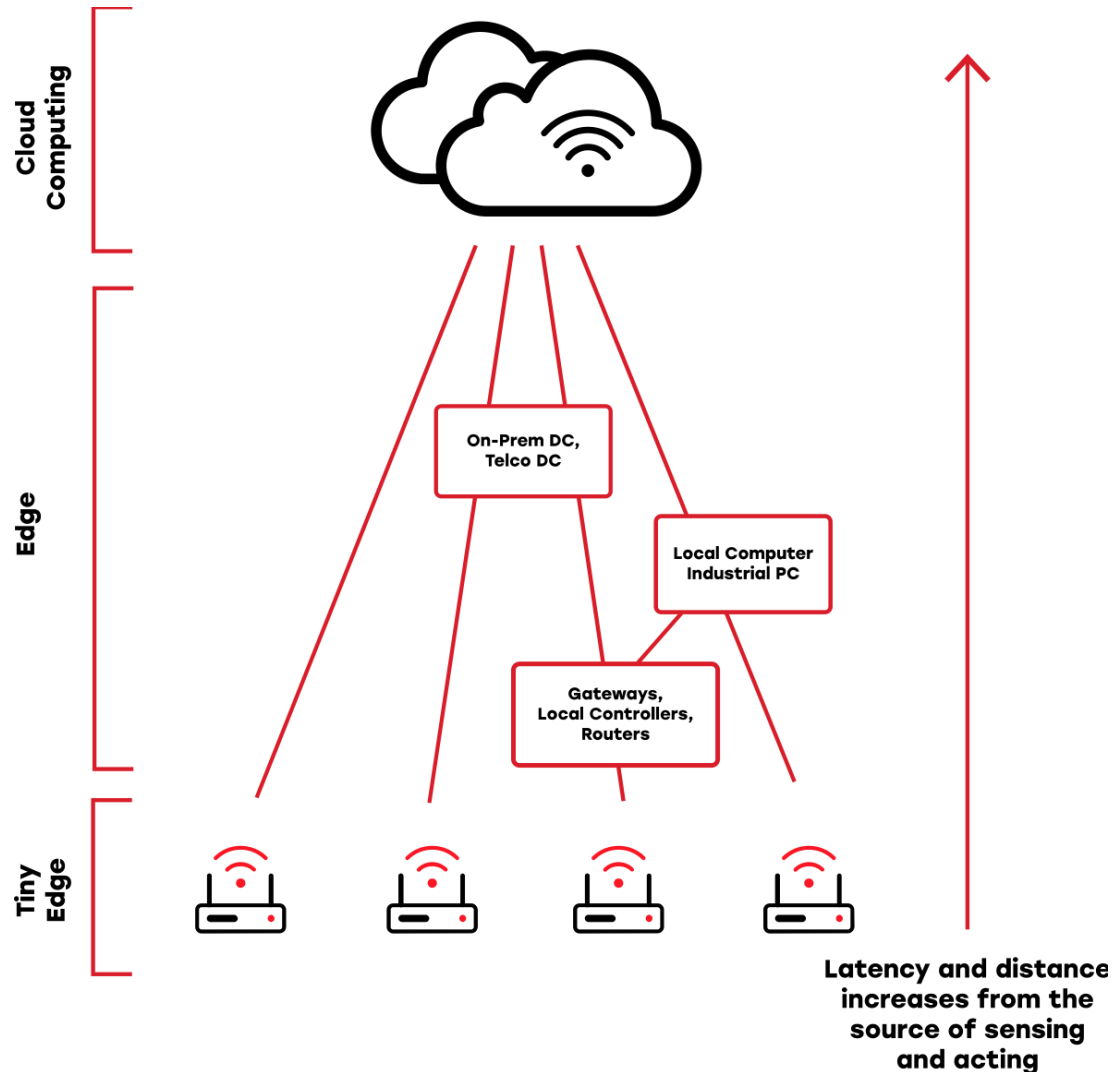 Cloud
Computing
On-Prem DC,
Telco DC
Edge
Local Computer
Industrial PC
Gateways,
Local Controllers,
Routers
Tiny
Edge
Latency and distance
increases from the
source of sensing
and acting